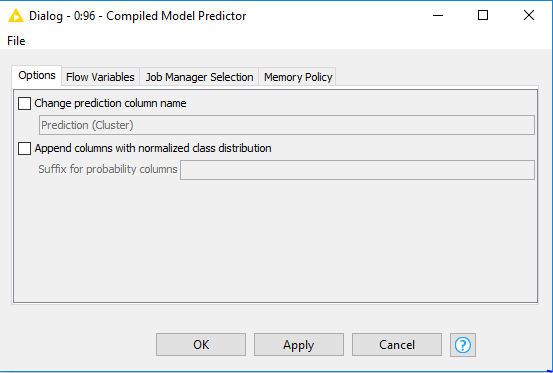 Dialog - 0:96 - Compiled Model Predictor
File
Options Flow Variables Job Manager Selection Memory Policy
Change prediction column name
Prediction (Cluster)
Append columns with normalized class distribution
Suffix for probability columns
OK Apply Cancel ?